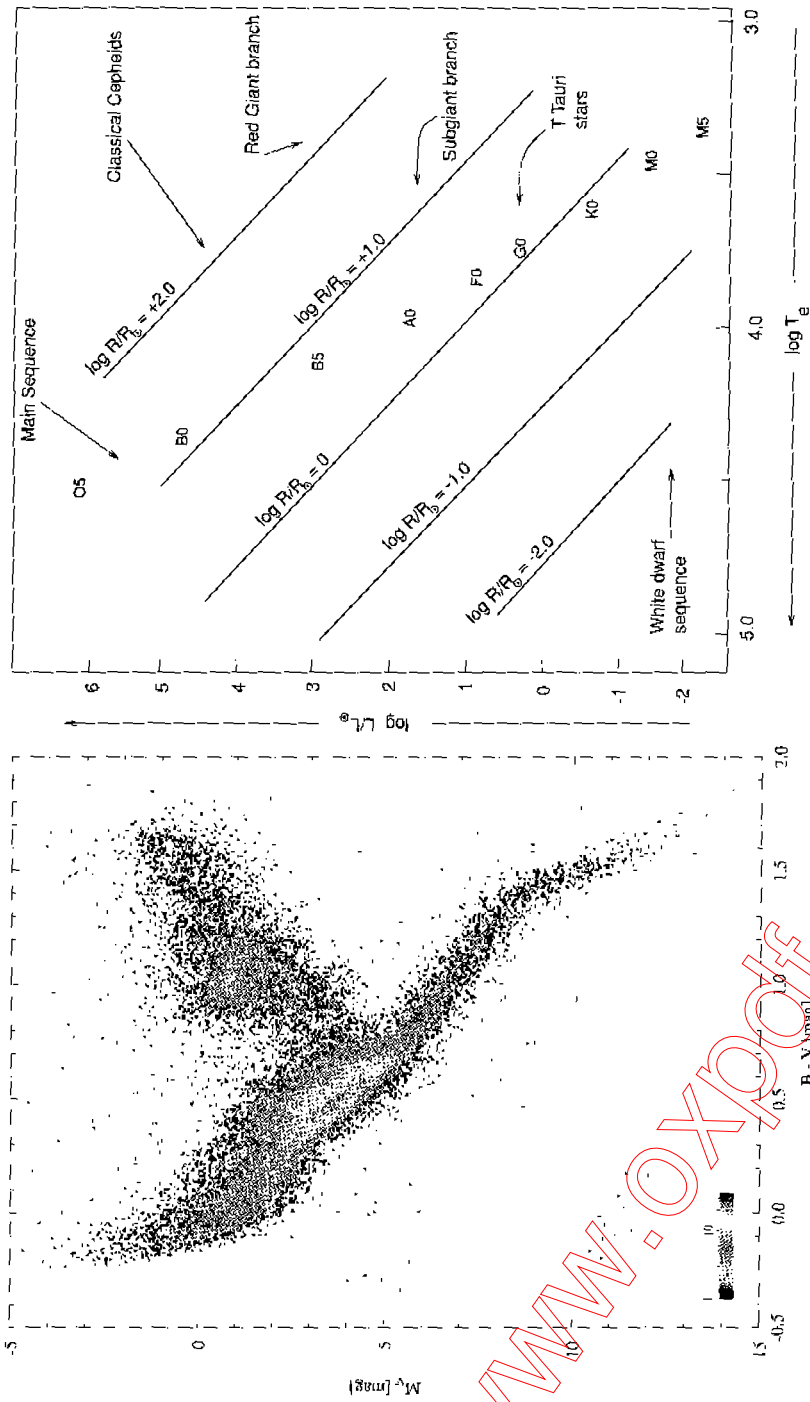 -5
0
5
10
15
M_V [mag]
-0.5
0.0
0.5
1.0
1.5
2.0
B - V [mag]
1
10
6
5
4
3
2
1
0
-1
-2
log L/L⊙
5.0
4.0
3.0
log T_e
Main Sequence
Classical Cepheids
Red Giant branch
Subgiant branch
T Tauri
stars
White dwarf
sequence
log R/R⊙ = +2.0
log R/R⊙ = +1.0
log R/R⊙ = 0
log R/R⊙ = -1.0
log R/R⊙ = -2.0
O5
B0
B5
A0
F0
G0
K0
M0
M5
www.oxpdf